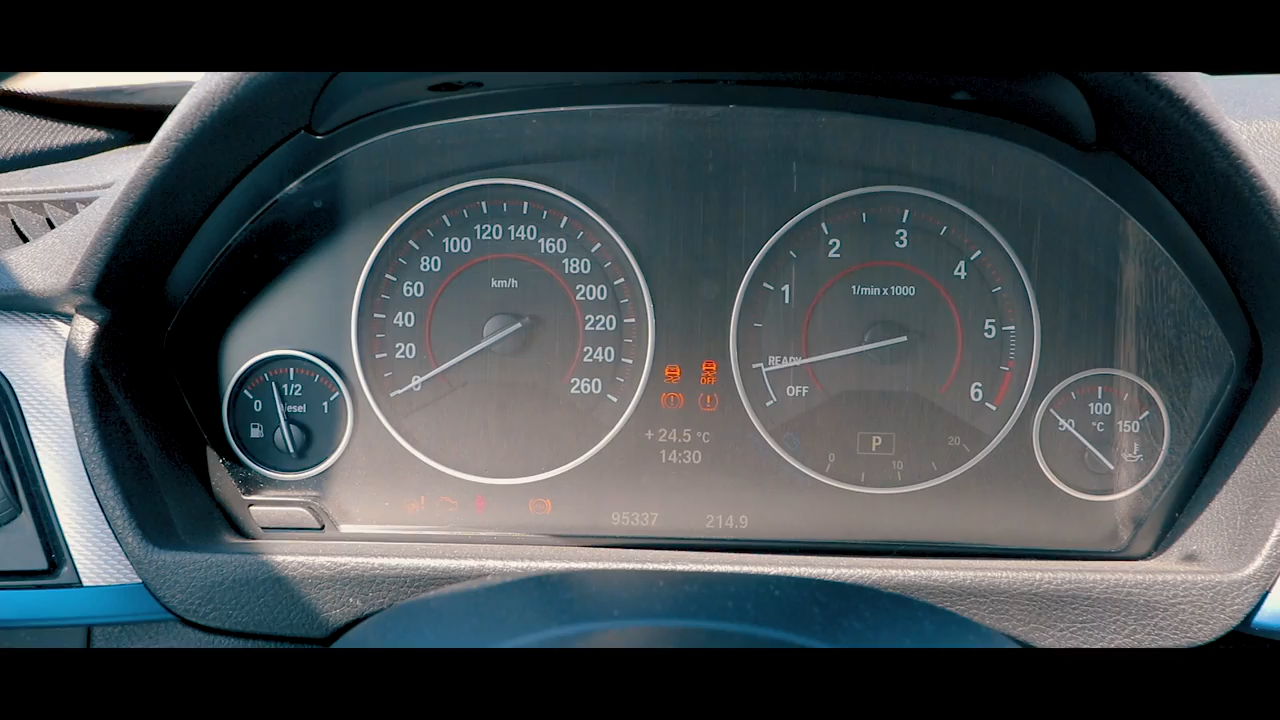 0 1/2 1
Diesel
0 20 40 60 80 100 120 140 160 180 200 220 240 260
km/h
OFF
+24.5 °C
14:30
1 2 3 4 5 6
1/min x 1000
READY
OFF
P
0 10 20
50 100 150
°C
95337 214.9